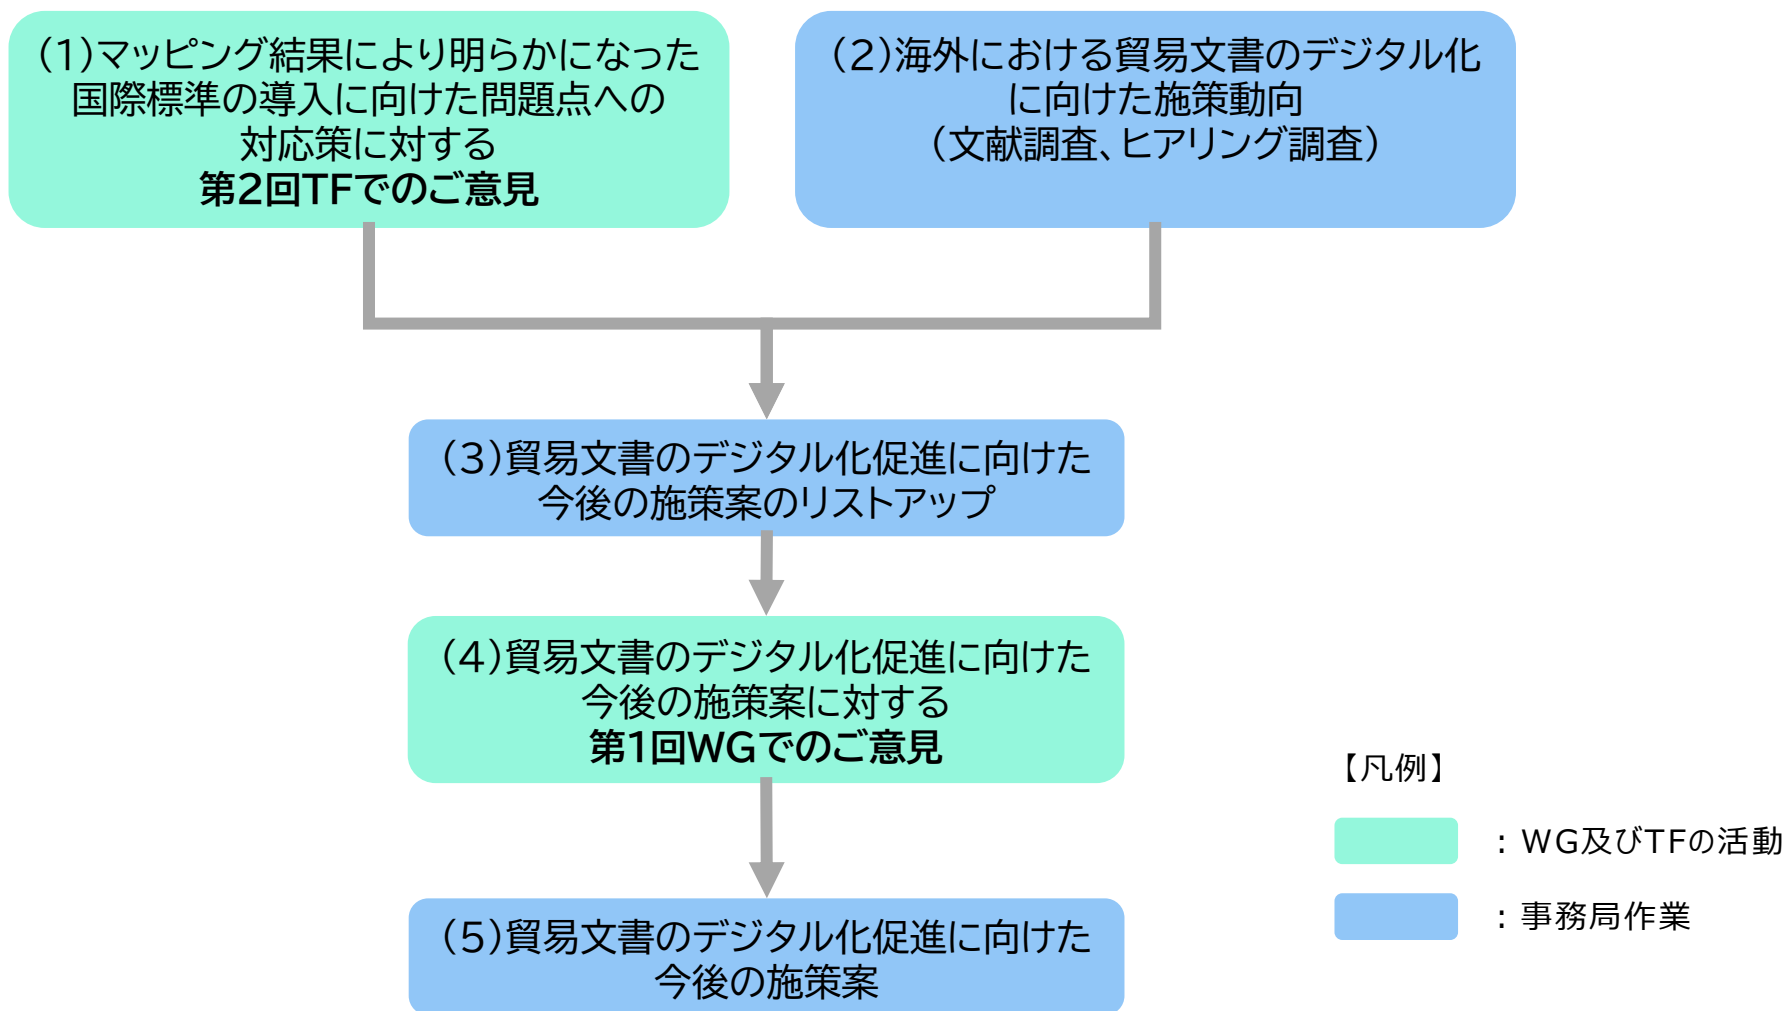 （1）マッピング結果により明らかになった
国際標準の導入に向けた問題点への
対応策に対する
第2回TFでのご意見
（2）海外における貿易文書のデジタル化
に向けた施策動向
（文献調査、ヒアリング調査）
（3）貿易文書のデジタル化促進に向けた
今後の施策案のリストアップ
（4）貿易文書のデジタル化促進に向けた
今後の施策案に対する
第1回WGでのご意見
（5）貿易文書のデジタル化促進に向けた
今後の施策案
【凡例】
：WG及びTFの活動
：事務局作業